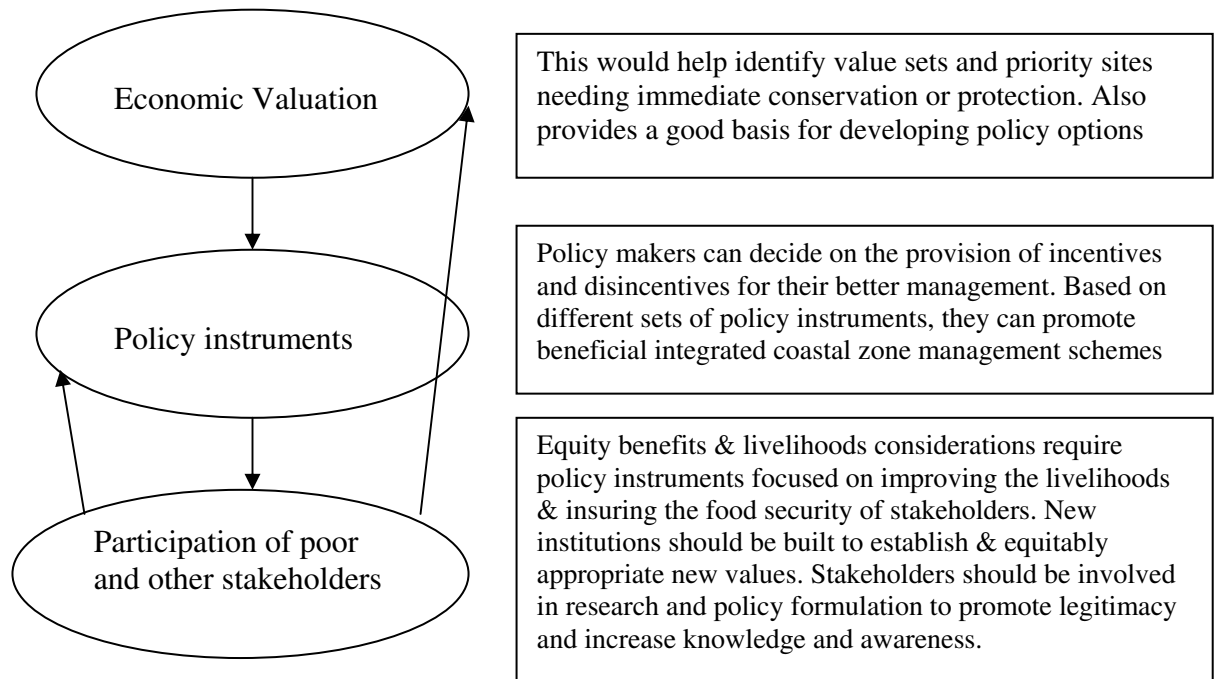 Economic Valuation
This would help identify value sets and priority sites
needing immediate conservation or protection. Also
provides a good basis for developing policy options
Policy instruments
Policy makers can decide on the provision of incentives
and disincentives for their better management. Based on
different sets of policy instruments, they can promote
beneficial integrated coastal zone management schemes
Participation of poor
and other stakeholders
Equity benefits & livelihoods considerations require
policy instruments focused on improving the livelihoods
& insuring the food security of stakeholders. New
institutions should be built to establish & equitably
appropriate new values. Stakeholders should be involved
in research and policy formulation to promote legitimacy
and increase knowledge and awareness.